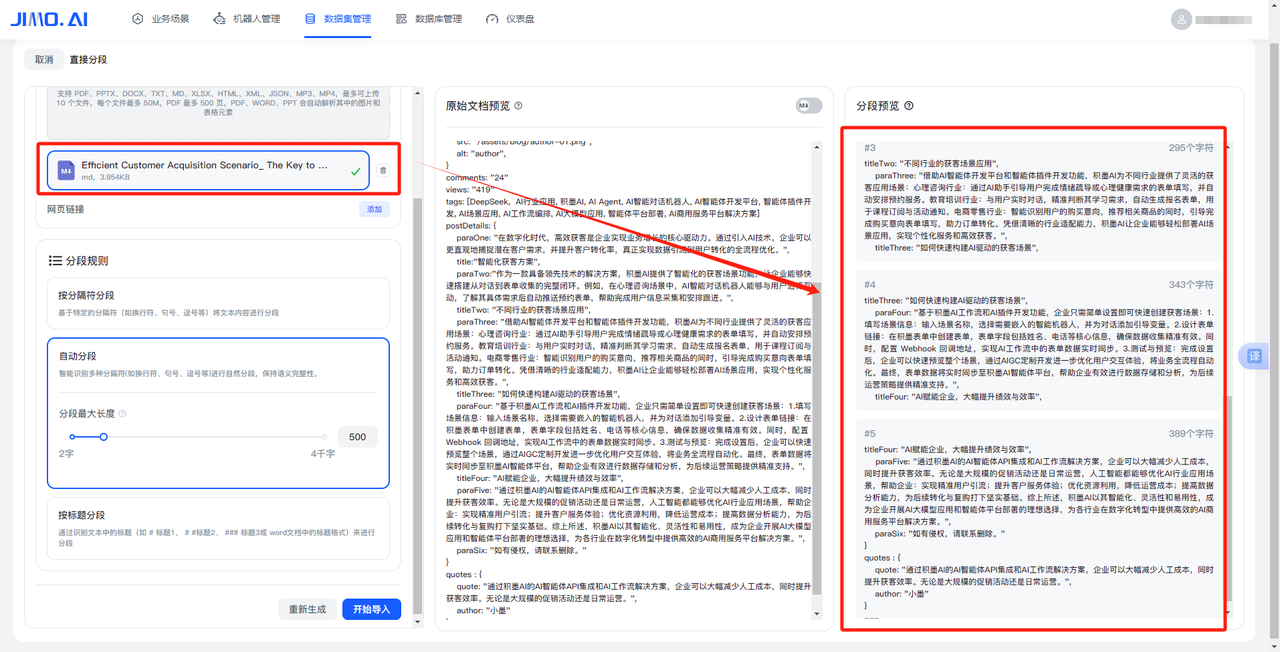 JIMO.AI
业务场景
机器人管理
数据集管理
数据库管理
仪表盘
取消
直接分段
支持 PDF、PPTX、DOCX、TXT、MD、XLSX、HTML、XML、JSON、MP3、MP4，最多可上传
10 个文件，每个文件最多 50M，PDF 最多 500 页，PDF、WORD、PPT 会自动解析其中的图片和
表格元素
Efficient Customer Acquisition Scenario_ The Key to ...
md，3.954KB
网页链接
添加
分段规则
按分隔符分段
基于特定的分隔符（如换行符、句号、逗号等）将文本内容进行分段
自动分段
智能识别多种分隔符(如换行符、句号、逗号等)进行自然分段，保持语义完整性。
分段最大长度
500
2字
4千字
按标题分段
通过识别文本中的标题（如 # 标题1、 # #标题2、 ### 标题3或 word文档中的标题格式）来进行
分段
重新生成
开始导入
原始文档预览
M↓
src: "/assets/blog/author-01.png",
alt: "author",
}
comments: "24"
views: "419"
tags: [DeepSeek, AI行业应用, 积墨AI, AI Agent, AI智能对话机器人, AI智能体开发平台, 智能体插件开
发, AI场景应用, AI工作流编排, AI大模型应用, 智能体平台部署, AI商用服务平台解决方案]
postDetails: {
paraOne: "在数字化时代，高效获客是企业实现业务增长的核心驱动力。通过引入AI技术，企业可以
更直观地捕捉潜在客户需求，并提升客户转化率，真正实现数据引流到用户转化的全流程优化。",
title:"智能化获客方案",
paraTwo:"作为一款具备领先技术的解决方案，积墨AI提供了智能化的获客场景功能，让企业能够快
速搭建从对话到表单收集的完整闭环。例如，在心理咨询场景中，AI智能对话机器人能够与用户进行互
动，了解其具体需求后自动推送预约表单，帮助完成用户信息采集和安排跟进。",
titleTwo: "不同行业的获客场景应用",
paraThree: "借助AI智能体开发平台和智能体插件开发功能，积墨AI为不同行业提供了灵活的获客应
用场景：心理咨询行业：通过AI助手引导用户完成情绪疏导或心理健康需求的表单填写，并自动安排预
约服务。教育培训行业：与用户实时对话，精准判断其学习需求，自动生成报名表单，用于课程订阅与
活动通知。电商零售行业：智能识别用户的购买意向，推荐相关商品的同时，引导完成购买意向表单填
写，助力订单转化。凭借清晰的行业适配能力，积墨AI让企业能够轻松部署AI场景应用，实现个性化服
务和高效获客。",
titleThree: "如何快速构建AI驱动的获客场景",
paraFour: "基于积墨AI工作流和AI插件开发功能，企业只需简单设置即可快速创建获客场景：1.填写
场景信息：输入场景名称，选择需要嵌入的智能机器人，并为对话添加引导变量。2.设计表单链接：在
积墨表单中创建表单，表单字段包括姓名、电话等核心信息，确保数据收集精准有效。同时，配置
Webhook 回调地址，实现AI工作流中的表单数据实时同步。3.测试与预览：完成设置后，企业可以快速
预览整个场景，通过AIGC定制开发进一步优化用户交互体验，将业务全流程自动化。最终，表单数据将
实时同步至积墨AI智能体平台，帮助企业有效进行数据存储和分析，为后续运营策略提供精准支持。",
titleFour: "AI赋能企业，大幅提升绩效与效率",
paraFive: "通过积墨AI的AI智能体API集成和AI工作流解决方案，企业可以大幅减少人工成本，同时
提升获客效率。无论是大规模的促销活动还是日常运营，人工智能都能够优化AI行业应用场景，帮助企
业：实现精准用户引流；提升客户服务体验；优化资源利用，降低运营成本；提高数据分析能力，为后
续转化与复购打下坚实基础。综上所述，积墨AI以其智能化、灵活性和易用性，成为企业开展AI大模型
应用和智能体平台部署的理想选择，为各行业在数字化转型中提供高效的AI商用服务平台解决方案。",
paraSix: "如有侵权，请联系删除。"
}
quotes : {
quote: "通过积墨AI的AI智能体API集成和AI工作流解决方案，企业可以大幅减少人工成本，同时提升
获客效率。无论是大规模的促销活动还是日常运营。",
author: "小墨"
分段预览
#3
295个字符
titleTwo: "不同行业的获客场景应用",
paraThree: "借助AI智能体开发平台和智能体插件开发功能，积墨AI为不同行业提供了灵活的获
客应用场景：心理咨询行业：通过AI助手引导用户完成情绪疏导或心理健康需求的表单填写，并自
动安排预约服务。教育培训行业：与用户实时对话，精准判断其学习需求，自动生成报名表单，用
于课程订阅与活动通知。电商零售行业：智能识别用户的购买意向，推荐相关商品的同时，引导完
成购买意向表单填写，助力订单转化。凭借清晰的行业适配能力，积墨AI让企业能够轻松部署AI场
景应用，实现个性化服务和高效获客。",
titleThree: "如何快速构建AI驱动的获客场景",
#4
343个字符
titleThree: "如何快速构建AI驱动的获客场景",
paraFour: "基于积墨AI工作流和AI插件开发功能，企业只需简单设置即可快速创建获客场景：1.
填写场景信息：输入场景名称，选择需要嵌入的智能机器人，并为对话添加引导变量。2.设计表单
链接：在积墨表单中创建表单，表单字段包括姓名、电话等核心信息，确保数据收集精准有效。同
时，配置 Webhook 回调地址，实现AI工作流中的表单数据实时同步。3.测试与预览：完成设置
后，企业可以快速预览整个场景，通过AIGC定制开发进一步优化用户交互体验，将业务全流程自动
化。最终，表单数据将实时同步至积墨AI智能体平台，帮助企业有效进行数据存储和分析，为后续
运营策略提供精准支持。",
titleFour: "AI赋能企业，大幅提升绩效与效率",
#5
389个字符
titleFour: "AI赋能企业，大幅提升绩效与效率",
paraFive: "通过积墨AI的AI智能体API集成和AI工作流解决方案，企业可以大幅减少人工成本，
同时提升获客效率。无论是大规模的促销活动还是日常运营，人工智能都能够优化AI行业应用场
景，帮助企业：实现精准用户引流；提升客户服务体验；优化资源利用，降低运营成本；提高数据
分析能力，为后续转化与复购打下坚实基础。综上所述，积墨AI以其智能化、灵活性和易用性，成
为企业开展AI大模型应用和智能体平台部署的理想选择，为各行业在数字化转型中提供高效的AI商
用服务平台解决方案。",
paraSix: "如有侵权，请联系删除。"
}
quotes : {
quote: "通过积墨AI的AI智能体API集成和AI工作流解决方案，企业可以大幅减少人工成本，同时
提升获客效率。无论是大规模的促销活动还是日常运营。",
author: "小墨"
}
译